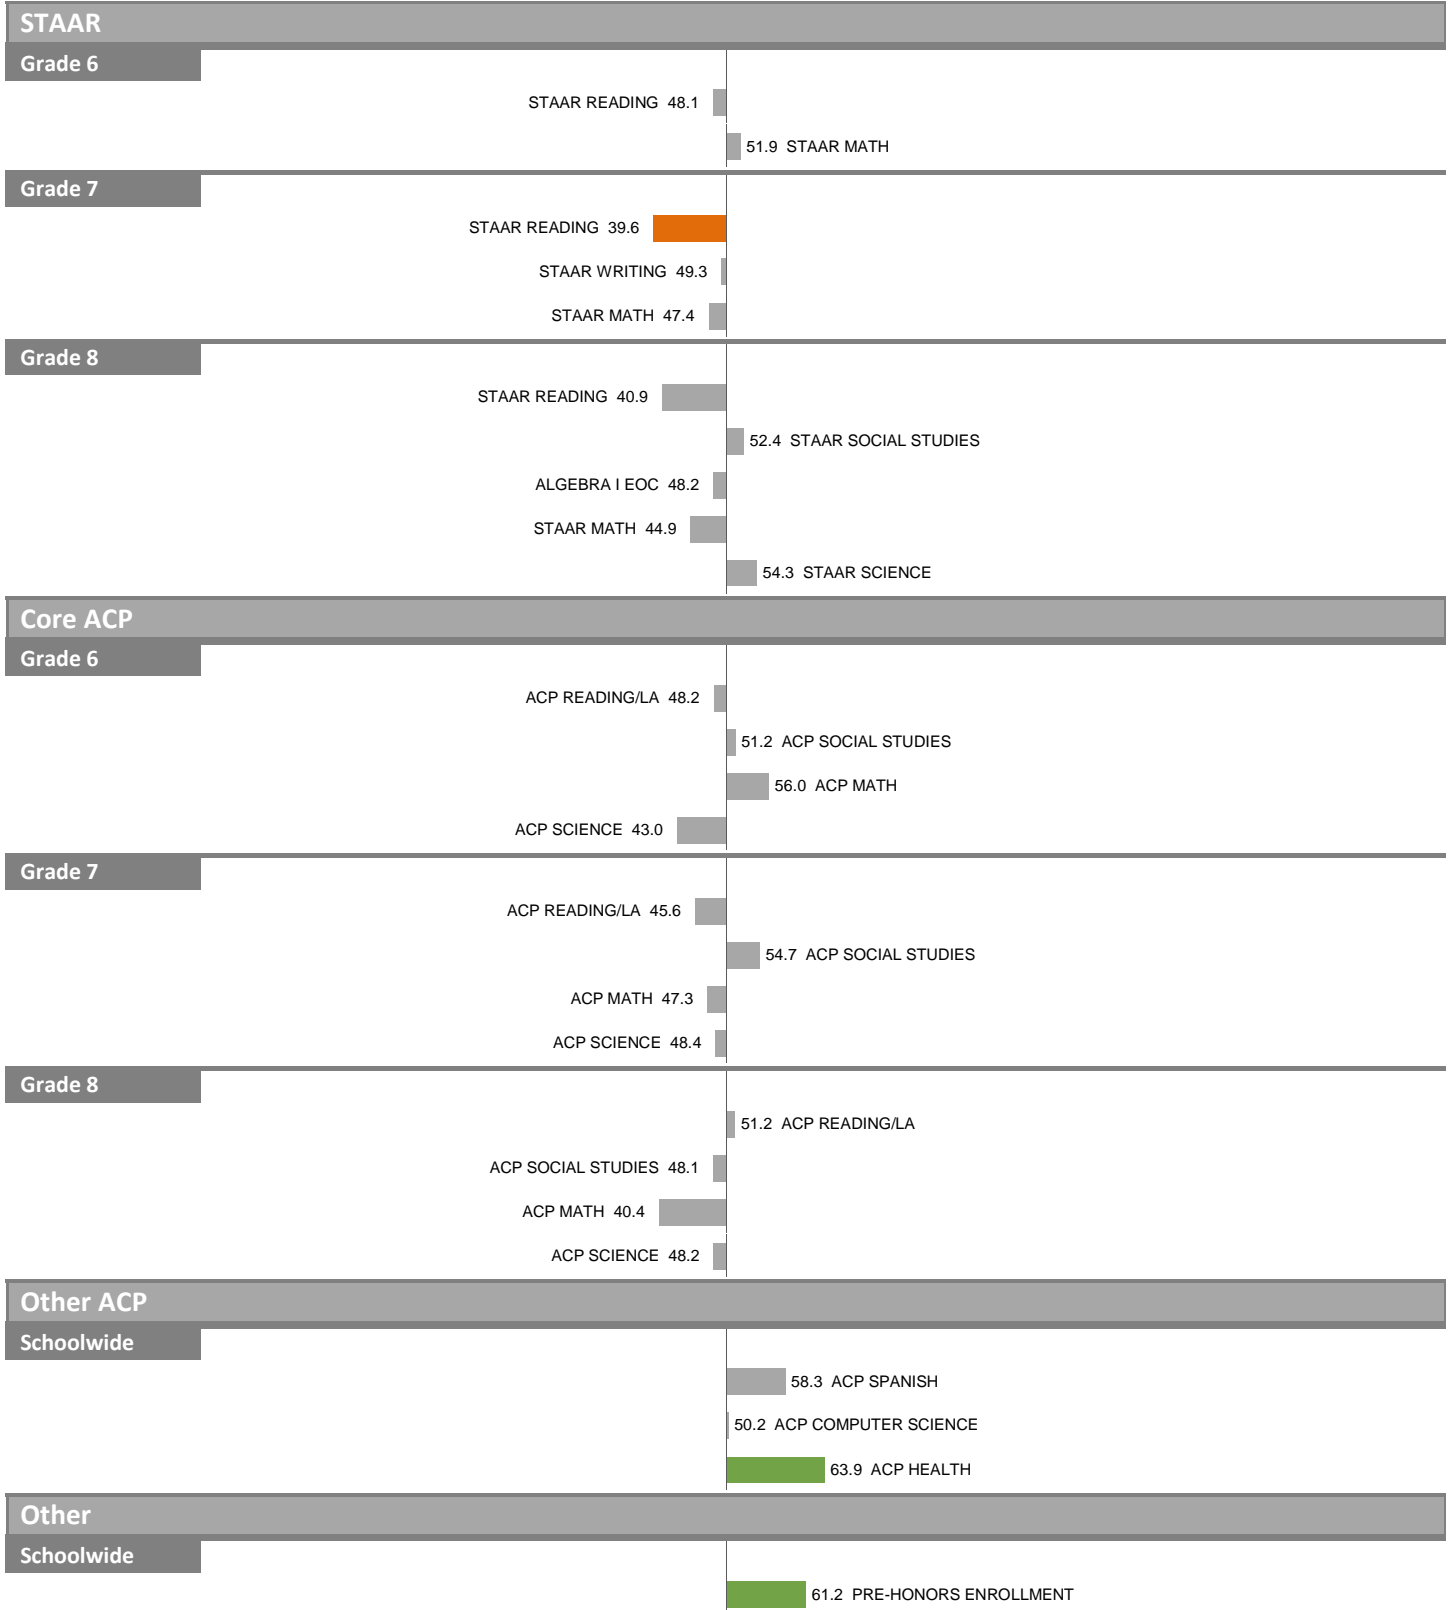 STAAR
Grade 6
STAAR READING 48.1
51.9 STAAR MATH
Grade 7
STAAR READING 39.6
STAAR WRITING 49.3
STAAR MATH 47.4
Grade 8
STAAR READING 40.9
52.4 STAAR SOCIAL STUDIES
ALGEBRA I EOC 48.2
STAAR MATH 44.9
54.3 STAAR SCIENCE
Core ACP
Grade 6
ACP READING/LA 48.2
51.2 ACP SOCIAL STUDIES
56.0 ACP MATH
ACP SCIENCE 43.0
Grade 7
ACP READING/LA 45.6
54.7 ACP SOCIAL STUDIES
ACP MATH 47.3
ACP SCIENCE 48.4
Grade 8
51.2 ACP READING/LA
ACP SOCIAL STUDIES 48.1
ACP MATH 40.4
ACP SCIENCE 48.2
Other ACP
Schoolwide
58.3 ACP SPANISH
50.2 ACP COMPUTER SCIENCE
63.9 ACP HEALTH
Other
Schoolwide
61.2 PRE-HONORS ENROLLMENT